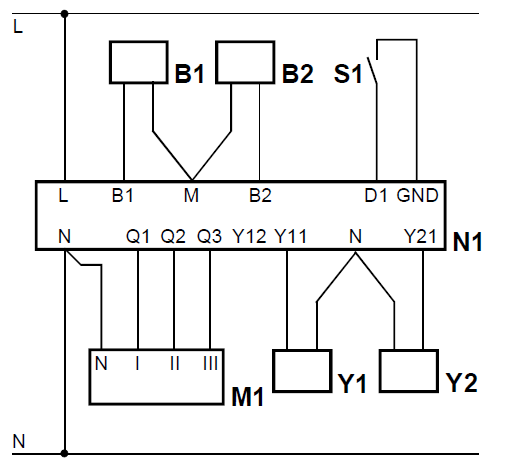 L
B1 B2 S1
L B1 M B2 D1 GND
N Q1 Q2 Q3 Y12 Y11 N Y21
N1
N I II III
M1 Y1 Y2
N